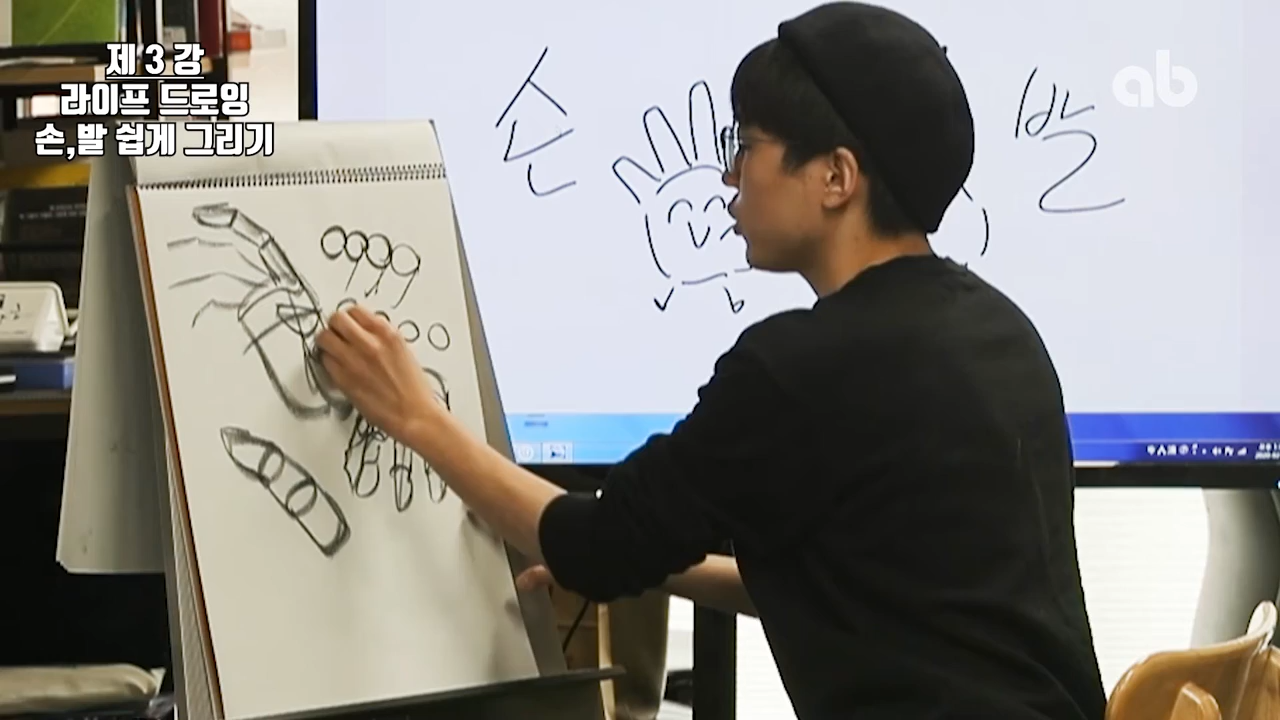 제 3 강
라이프 드로잉
손,발 쉽게 그리기
ab
손
발